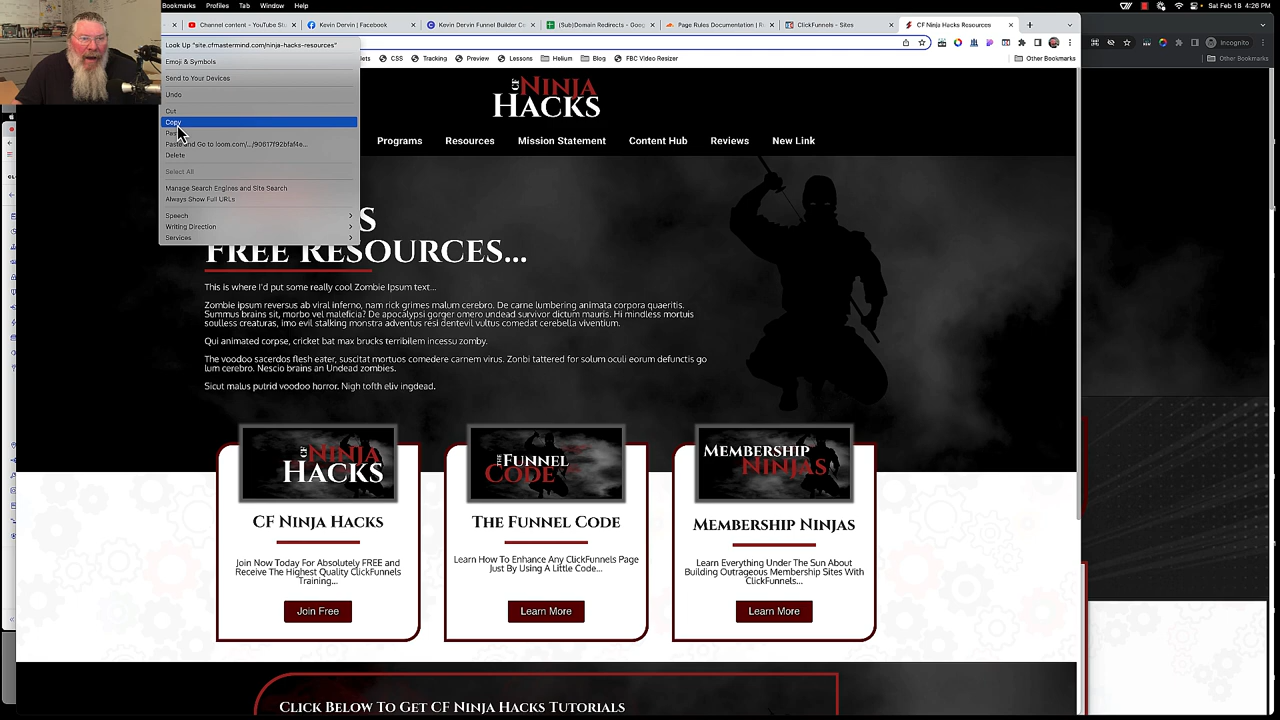 Bookmarks Profiles Tab Window Help
Sat Feb 18 4:26 PM
Channel content - YouTube Stu
Kevin Dervin | Facebook
Kevin Dervin Funnel Builder C
(Sub)Domain Redirects - Goog
Page Rules Documentation | R
ClickFunnels - Sites
CF Ninja Hacks Resources
Incognito
CSS
Tracking
Preview
Lessons
Helium
Blog
FBC Video Resizer
Other Bookmarks
Other Bookmarks
Look Up "site.cfmastermind.com/ninja-hacks-resources"
Emoji & Symbols
Send to Your Devices
Undo
Cut
Copy
Paste and Go to loom.com/.../90617f92bfaf4e...
Delete
Select All
Manage Search Engines and Site Search
Always Show Full URLs
Speech
Writing Direction
Services
CF NINJA HACKS
Programs
Resources
Mission Statement
Content Hub
Reviews
New Link
FREE RESOURCES...
This is where I'd put some really cool Zombie Ipsum text...
Zombie ipsum reversus ab viral inferno, nam rick grimes malum cerebro. De carne lumbering animata corpora quaeritis.
Summus brains sit, morbo vel maleficia? De apocalypsi gorger omero undead survivor dictum mauris. Hi mindless mortuis
soulless creaturas, imo evil stalking monstra adventus resi dentevil vultus comedat cerebella viventium.
Qui animated corpse, cricket bat max brucks terribilem incessu zomby.
The voodoo sacerdos flesh eater, suscitat mortuos comedere carnem virus. Zonbi tattered for solum oculi eorum defunctis go
lum cerebro. Nescio brains an Undead zombies.
Sicut malus putrid voodoo horror. Nigh tofth eliv ingdead.
CF NINJA HACKS
THE FUNNEL CODE
MEMBERSHIP NINJAS
CF NINJA HACKS
Join Now Today For Absolutely FREE and
Receive The Highest Quality ClickFunnels
Training...
Join Free
THE FUNNEL CODE
Learn How To Enhance Any ClickFunnels Page
Just By Using A Little Code...
Learn More
MEMBERSHIP NINJAS
Learn Everything Under The Sun About
Building Outrageous Membership Sites With
ClickFunnels...
Learn More
CLICK BELOW TO GET CF NINJA HACKS TUTORIALS